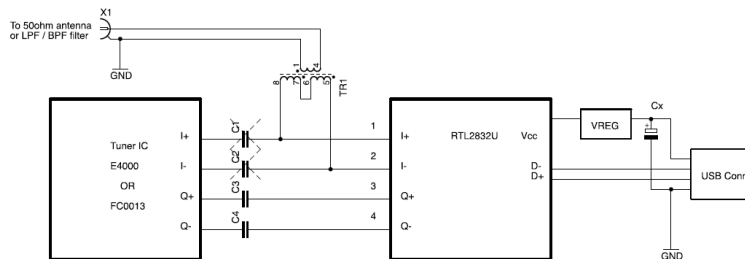 X1
To 50ohm antenna
or LPF / BPF filter
GND
1
4
8
7
6
5
TR1
Tuner IC
E4000
OR
FC0013
I+
I-
Q+
Q-
C1
C2
C3
C4
1
2
3
4
I+
I-
Q+
Q-
RTL2832U
Vcc
D-
D+
VREG
Cx
+
USB Conn
GND